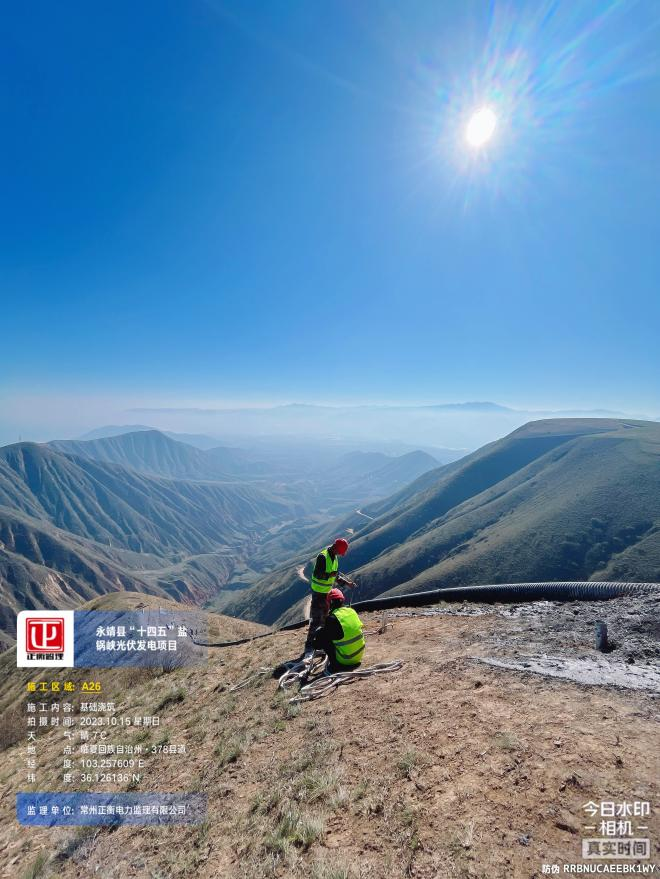 正衡监理
永靖县“十四五”盐
锅峡光伏发电项目
施工区域: A26
施工内容: 基础浇筑
拍摄时间: 2023.10.15 星期日
天气: 晴 7℃
地点: 临夏回族自治州·378县道
经度: 103.257609°E
纬度: 36.126136°N
监理单位: 常州正衡电力监理有限公司
今日水印
相机
真实时间
防伪 RRBNUCAEEBK1WY